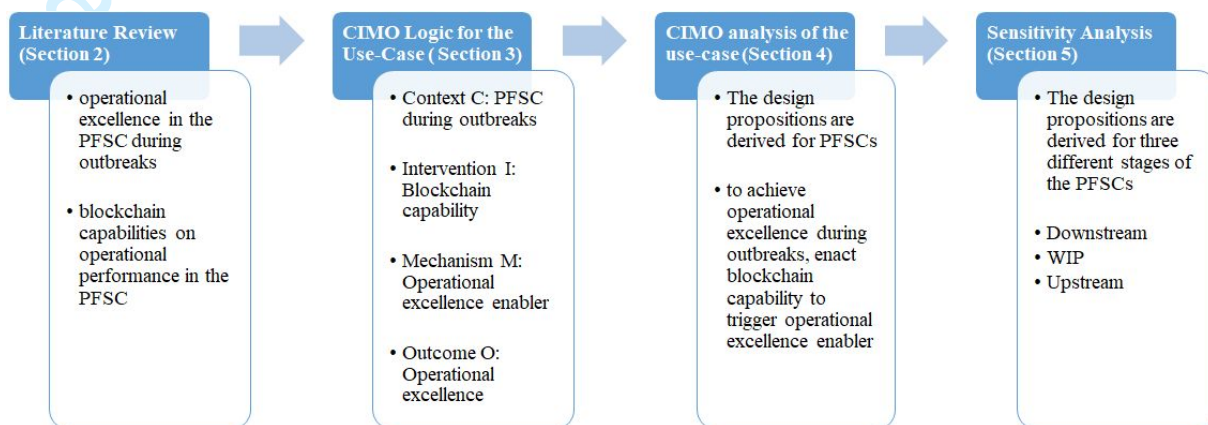 Literature Review
(Section 2)
• operational
excellence in the
PFSC during
outbreaks
• blockchain
capabilities on
operational
performance in the
PFSC
CIMO Logic for the
Use-Case ( Section 3)
• Context C: PFSC
during outbreaks
• Intervention I:
Blockchain
capability
• Mechanism M:
Operational
excellence enabler
• Outcome O:
Operational
excellence
CIMO analysis of the
use-case (Section 4)
• The design
propositions are
derived for PFSCs
• to achieve
operational
excellence during
outbreaks, enact
blockchain
capability to
trigger operational
excellence enabler
Sensitivity Analysis
(Section 5)
• The design
propositions are
derived for three
different stages of
the PFSCs
• Downstream
• WIP
• Upstream